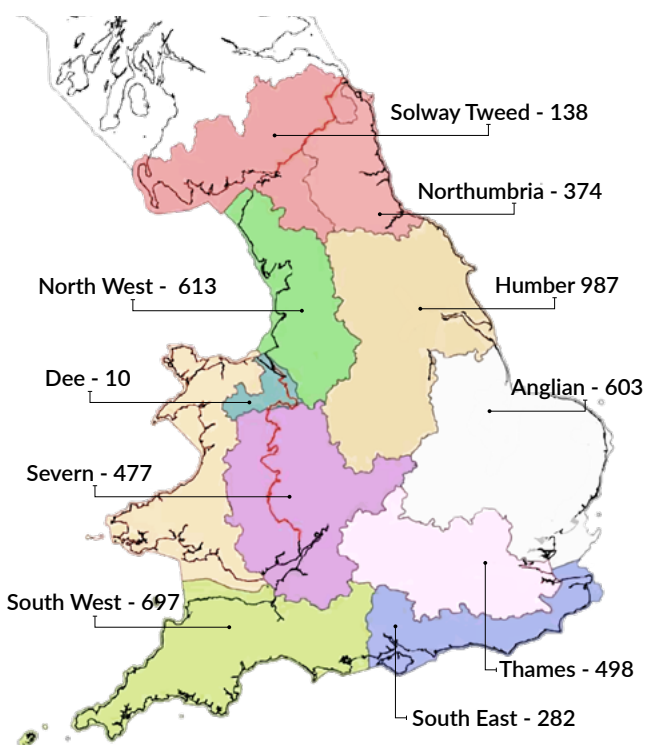 Solway Tweed - 138
Northumbria - 374
North West - 613
Humber 987
Dee - 10
Anglian - 603
Severn - 477
South West - 697
Thames - 498
South East - 282